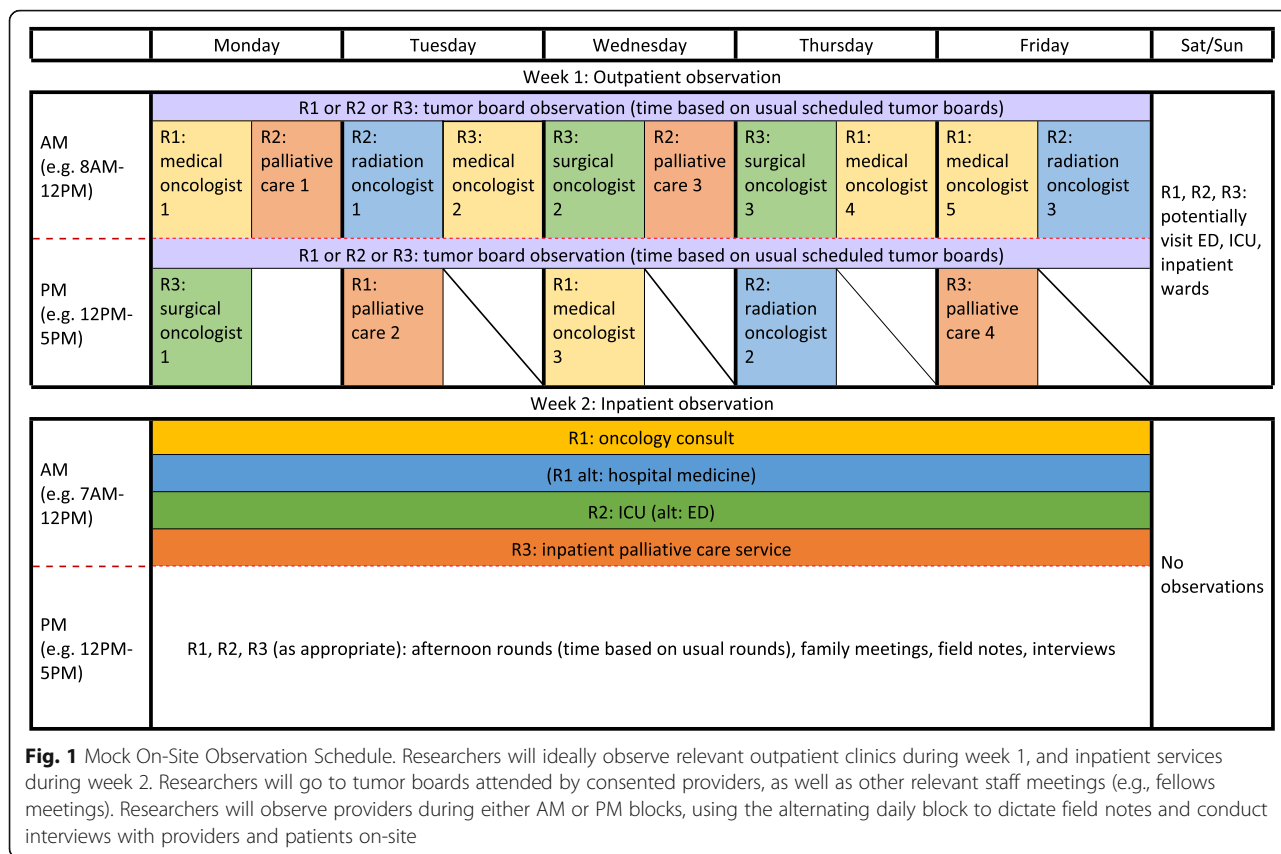 Monday Tuesday Wednesday Thursday Friday Sat/Sun
Week 1: Outpatient observation
AM
(e.g. 8AM-
12PM)
R1 or R2 or R3: tumor board observation (time based on usual scheduled tumor boards)
R1:
medical
oncologist
1
R2:
palliative
care 1
R2:
radiation
oncologist
1
R3:
medical
oncologist
2
R3:
surgical
oncologist
2
R2:
palliative
care 3
R3:
surgical
oncologist
3
R1:
medical
oncologist
4
R1:
medical
oncologist
5
R2:
radiation
oncologist
3
R1, R2, R3:
potentially
visit ED, ICU,
inpatient
wards
PM
(e.g. 12PM-
5PM)
R1 or R2 or R3: tumor board observation (time based on usual scheduled tumor boards)
R3:
surgical
oncologist
1
R1:
palliative
care 2
R1:
medical
oncologist
3
R2:
radiation
oncologist
2
R3:
palliative
care 4
Week 2: Inpatient observation
AM
(e.g. 7AM-
12PM)
R1: oncology consult
(R1 alt: hospital medicine)
R2: ICU (alt: ED)
R3: inpatient palliative care service
No
observations
PM
(e.g. 12PM-
5PM)
R1, R2, R3 (as appropriate): afternoon rounds (time based on usual rounds), family meetings, field notes, interviews
Fig. 1 Mock On-Site Observation Schedule. Researchers will ideally observe relevant outpatient clinics during week 1, and inpatient services
during week 2. Researchers will go to tumor boards attended by consented providers, as well as other relevant staff meetings (e.g., fellows
meetings). Researchers will observe providers during either AM or PM blocks, using the alternating daily block to dictate field notes and conduct
interviews with providers and patients on-site